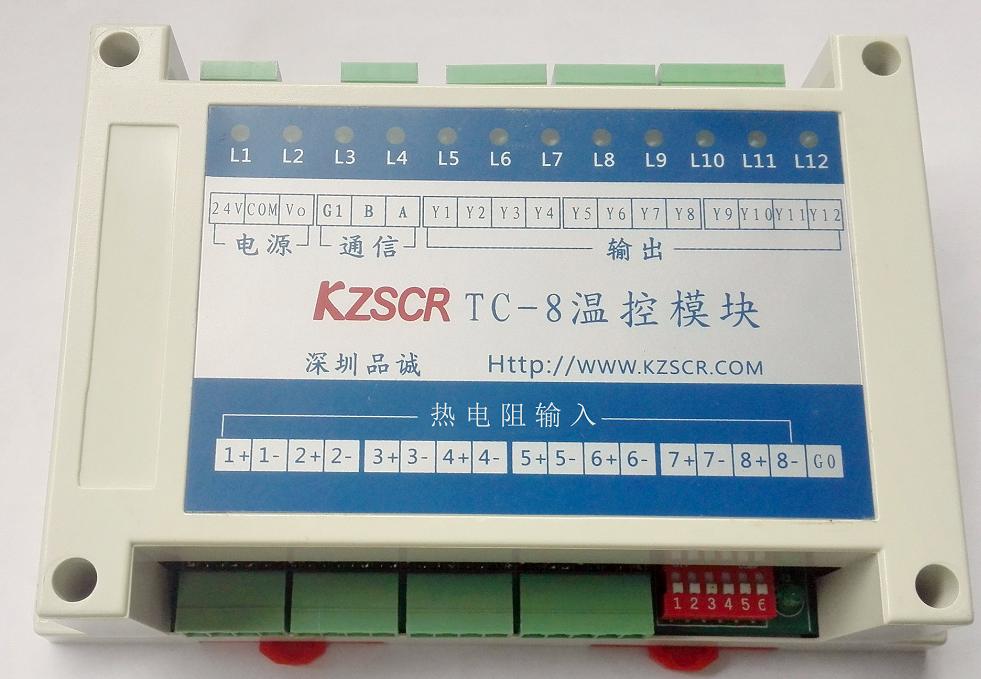 L1 L2 L3 L4 L5 L6 L7 L8 L9 L10 L11 L12
24V COM Vo G1 B A Y1 Y2 Y3 Y4 Y5 Y6 Y7 Y8 Y9 Y10 Y11 Y12
电源 通信 输出
KZSCR TC-8温控模块
深圳品诚 Http://WWW.KZSCR.COM
热电阻输入
1+ 1- 2+ 2- 3+ 3- 4+ 4- 5+ 5- 6+ 6- 7+ 7- 8+ 8- G0
1 2 3 4 5 6